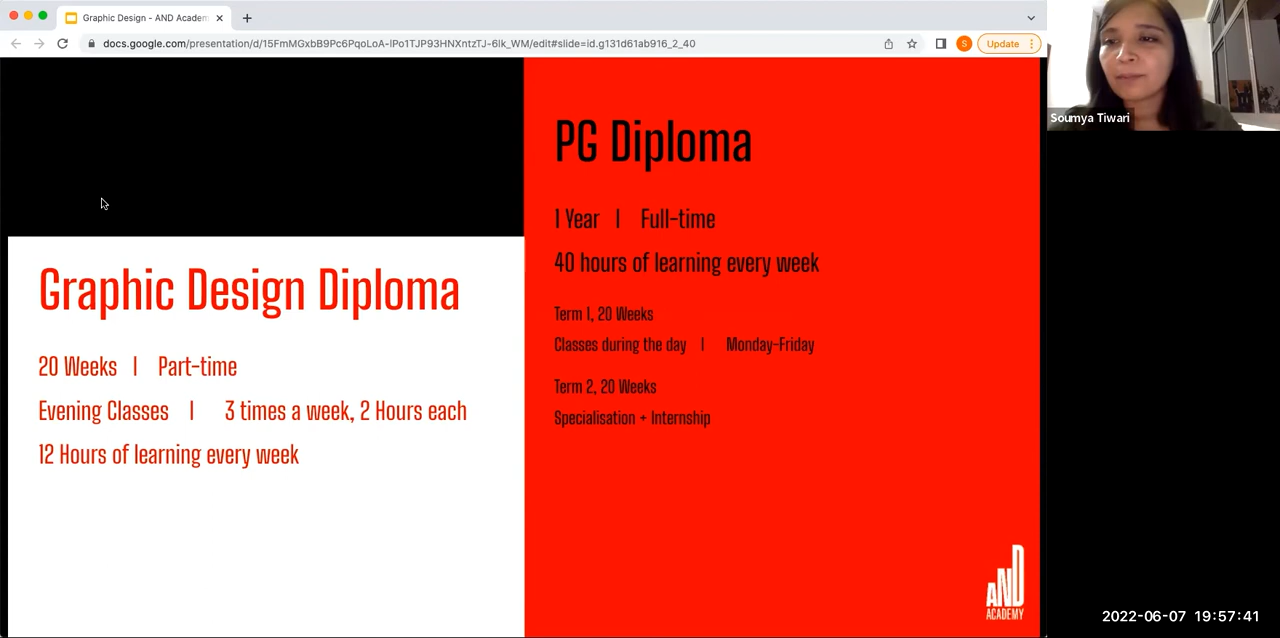 Graphic Design - AND Academ
docs.google.com/presentation/d/15FmMGxbB9Pc6PqoLoA-lPo1TJP93HNXntzTJ-6lk_WM/edit#slide=id.g131d61ab916_2_40
S
Update
Soumya Tiwari
Graphic Design Diploma
20 Weeks | Part-time
Evening Classes | 3 times a week, 2 Hours each
12 Hours of learning every week
PG Diploma
1 Year | Full-time
40 hours of learning every week
Term 1, 20 Weeks
Classes during the day | Monday-Friday
Term 2, 20 Weeks
Specialisation + Internship
AND
ACADEMY
2022-06-07 19:57:41